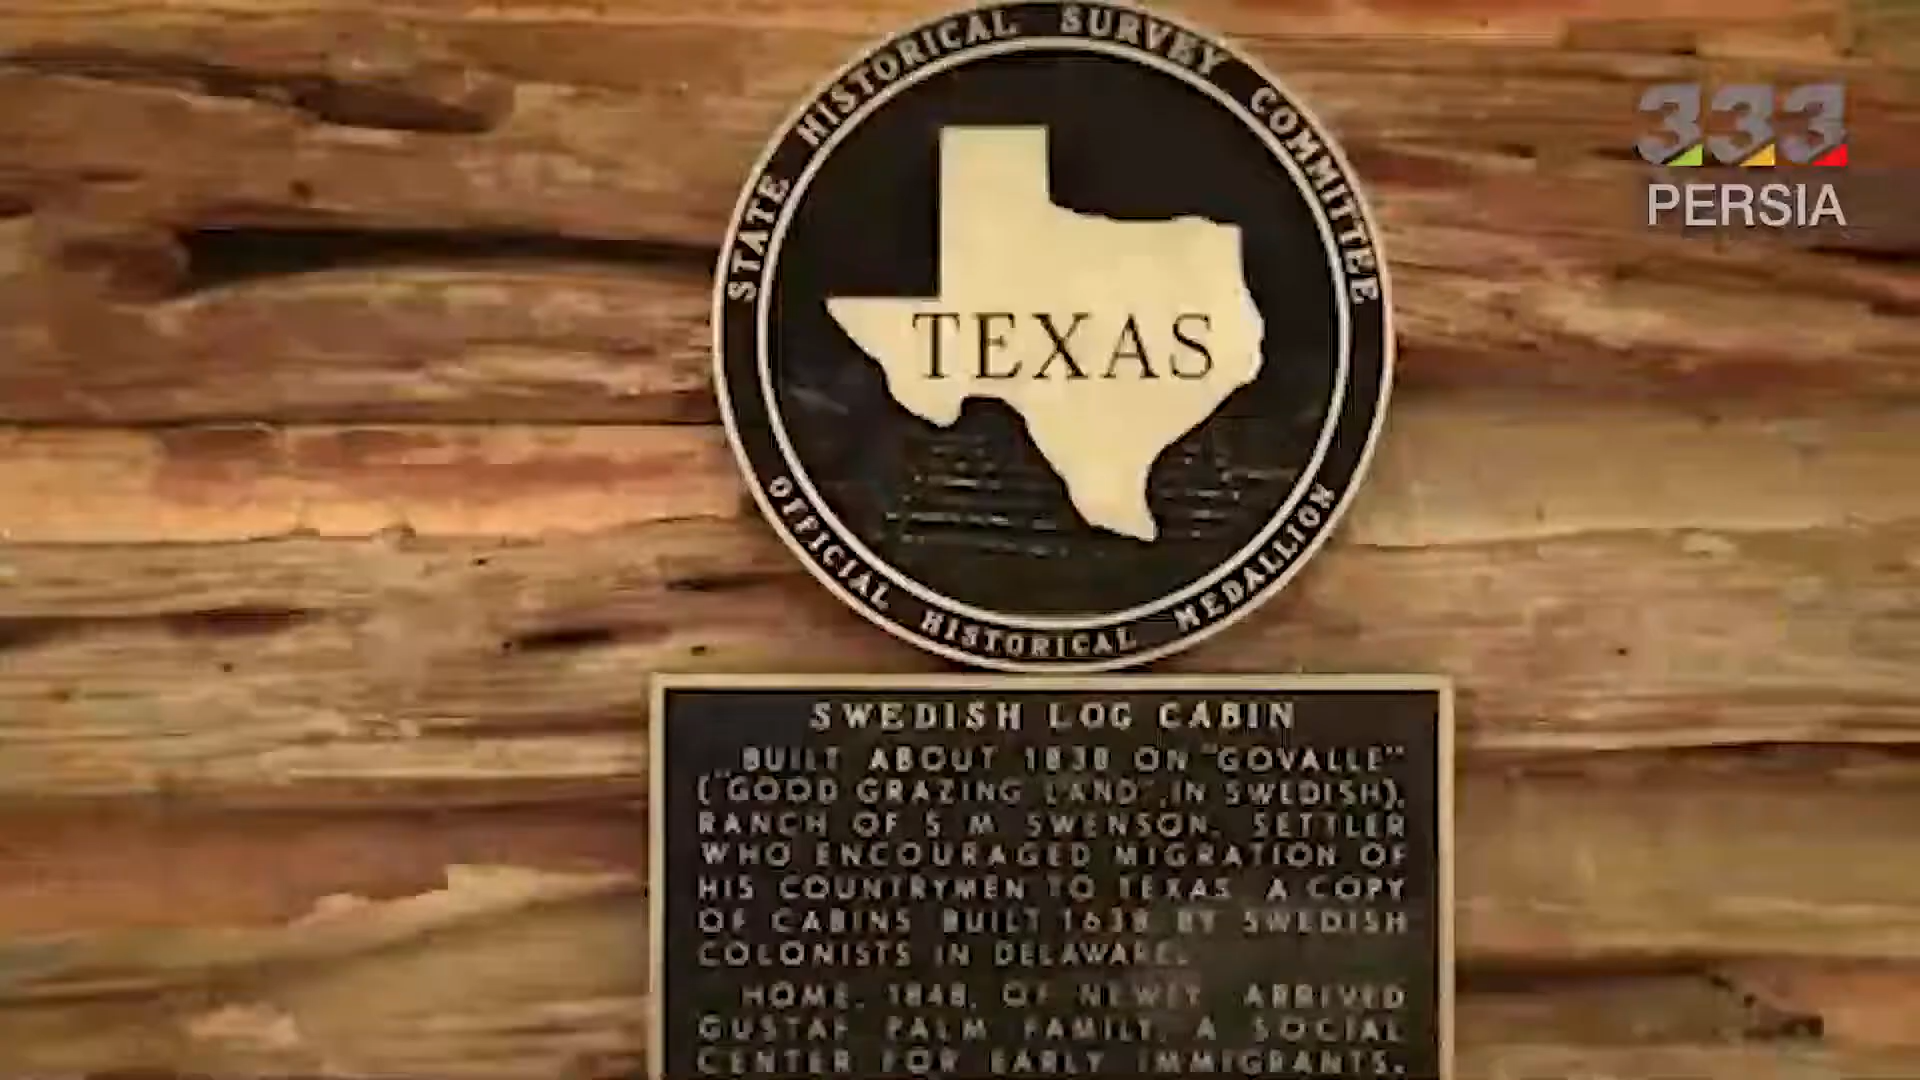 STATE HISTORICAL SURVEY COMMITTEE
333
PERSIA
TEXAS
OFFICIAL HISTORICAL MEDALLION
SWEDISH LOG CABIN
BUILT ABOUT 1838 ON "GOVALLE"
("GOOD GRAZING LAND", IN SWEDISH),
RANCH OF S M SWENSON, SETTLER
WHO ENCOURAGED MIGRATION OF
HIS COUNTRYMEN TO TEXAS. A COPY
OF CABINS BUILT 1638 BY SWEDISH
COLONISTS IN DELAWARE.
HOME, 1848, OF NEWLY ARRIVED
GUSTAF PALM FAMILY. A SOCIAL
CENTER FOR EARLY IMMIGRANTS.